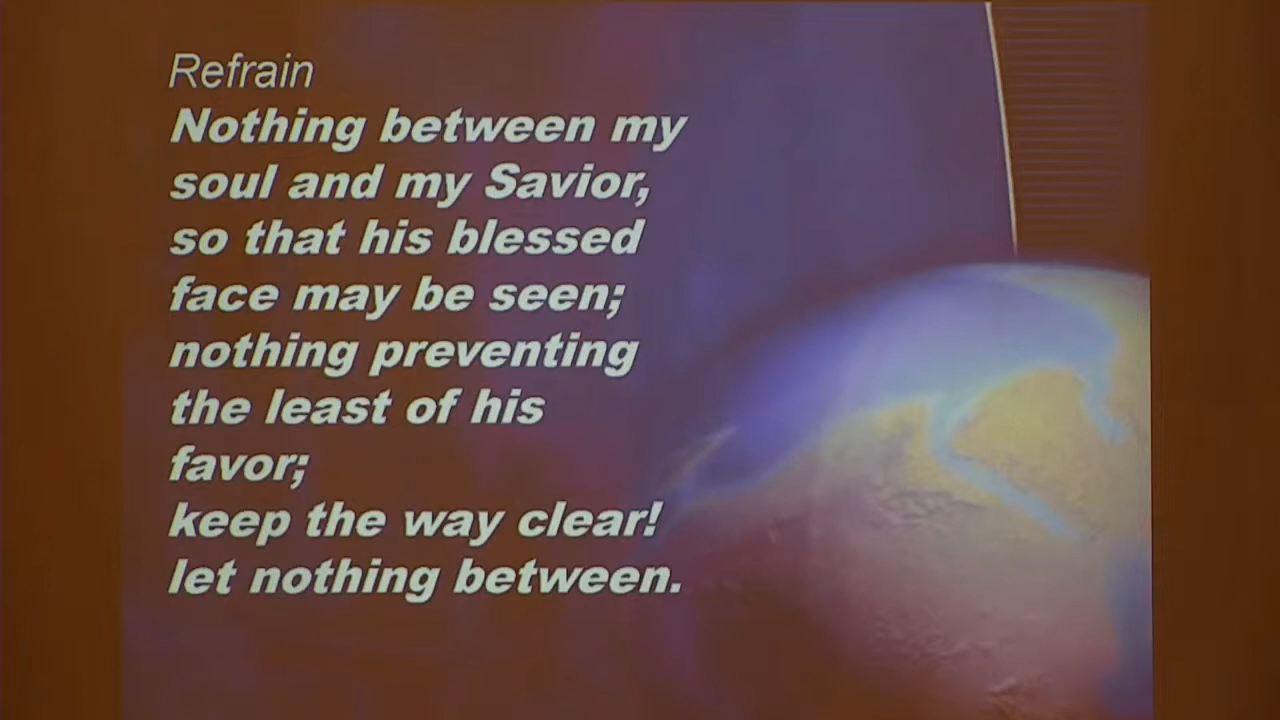 Refrain
Nothing between my
soul and my Savior,
so that his blessed
face may be seen;
nothing preventing
the least of his
favor;
keep the way clear!
let nothing between.